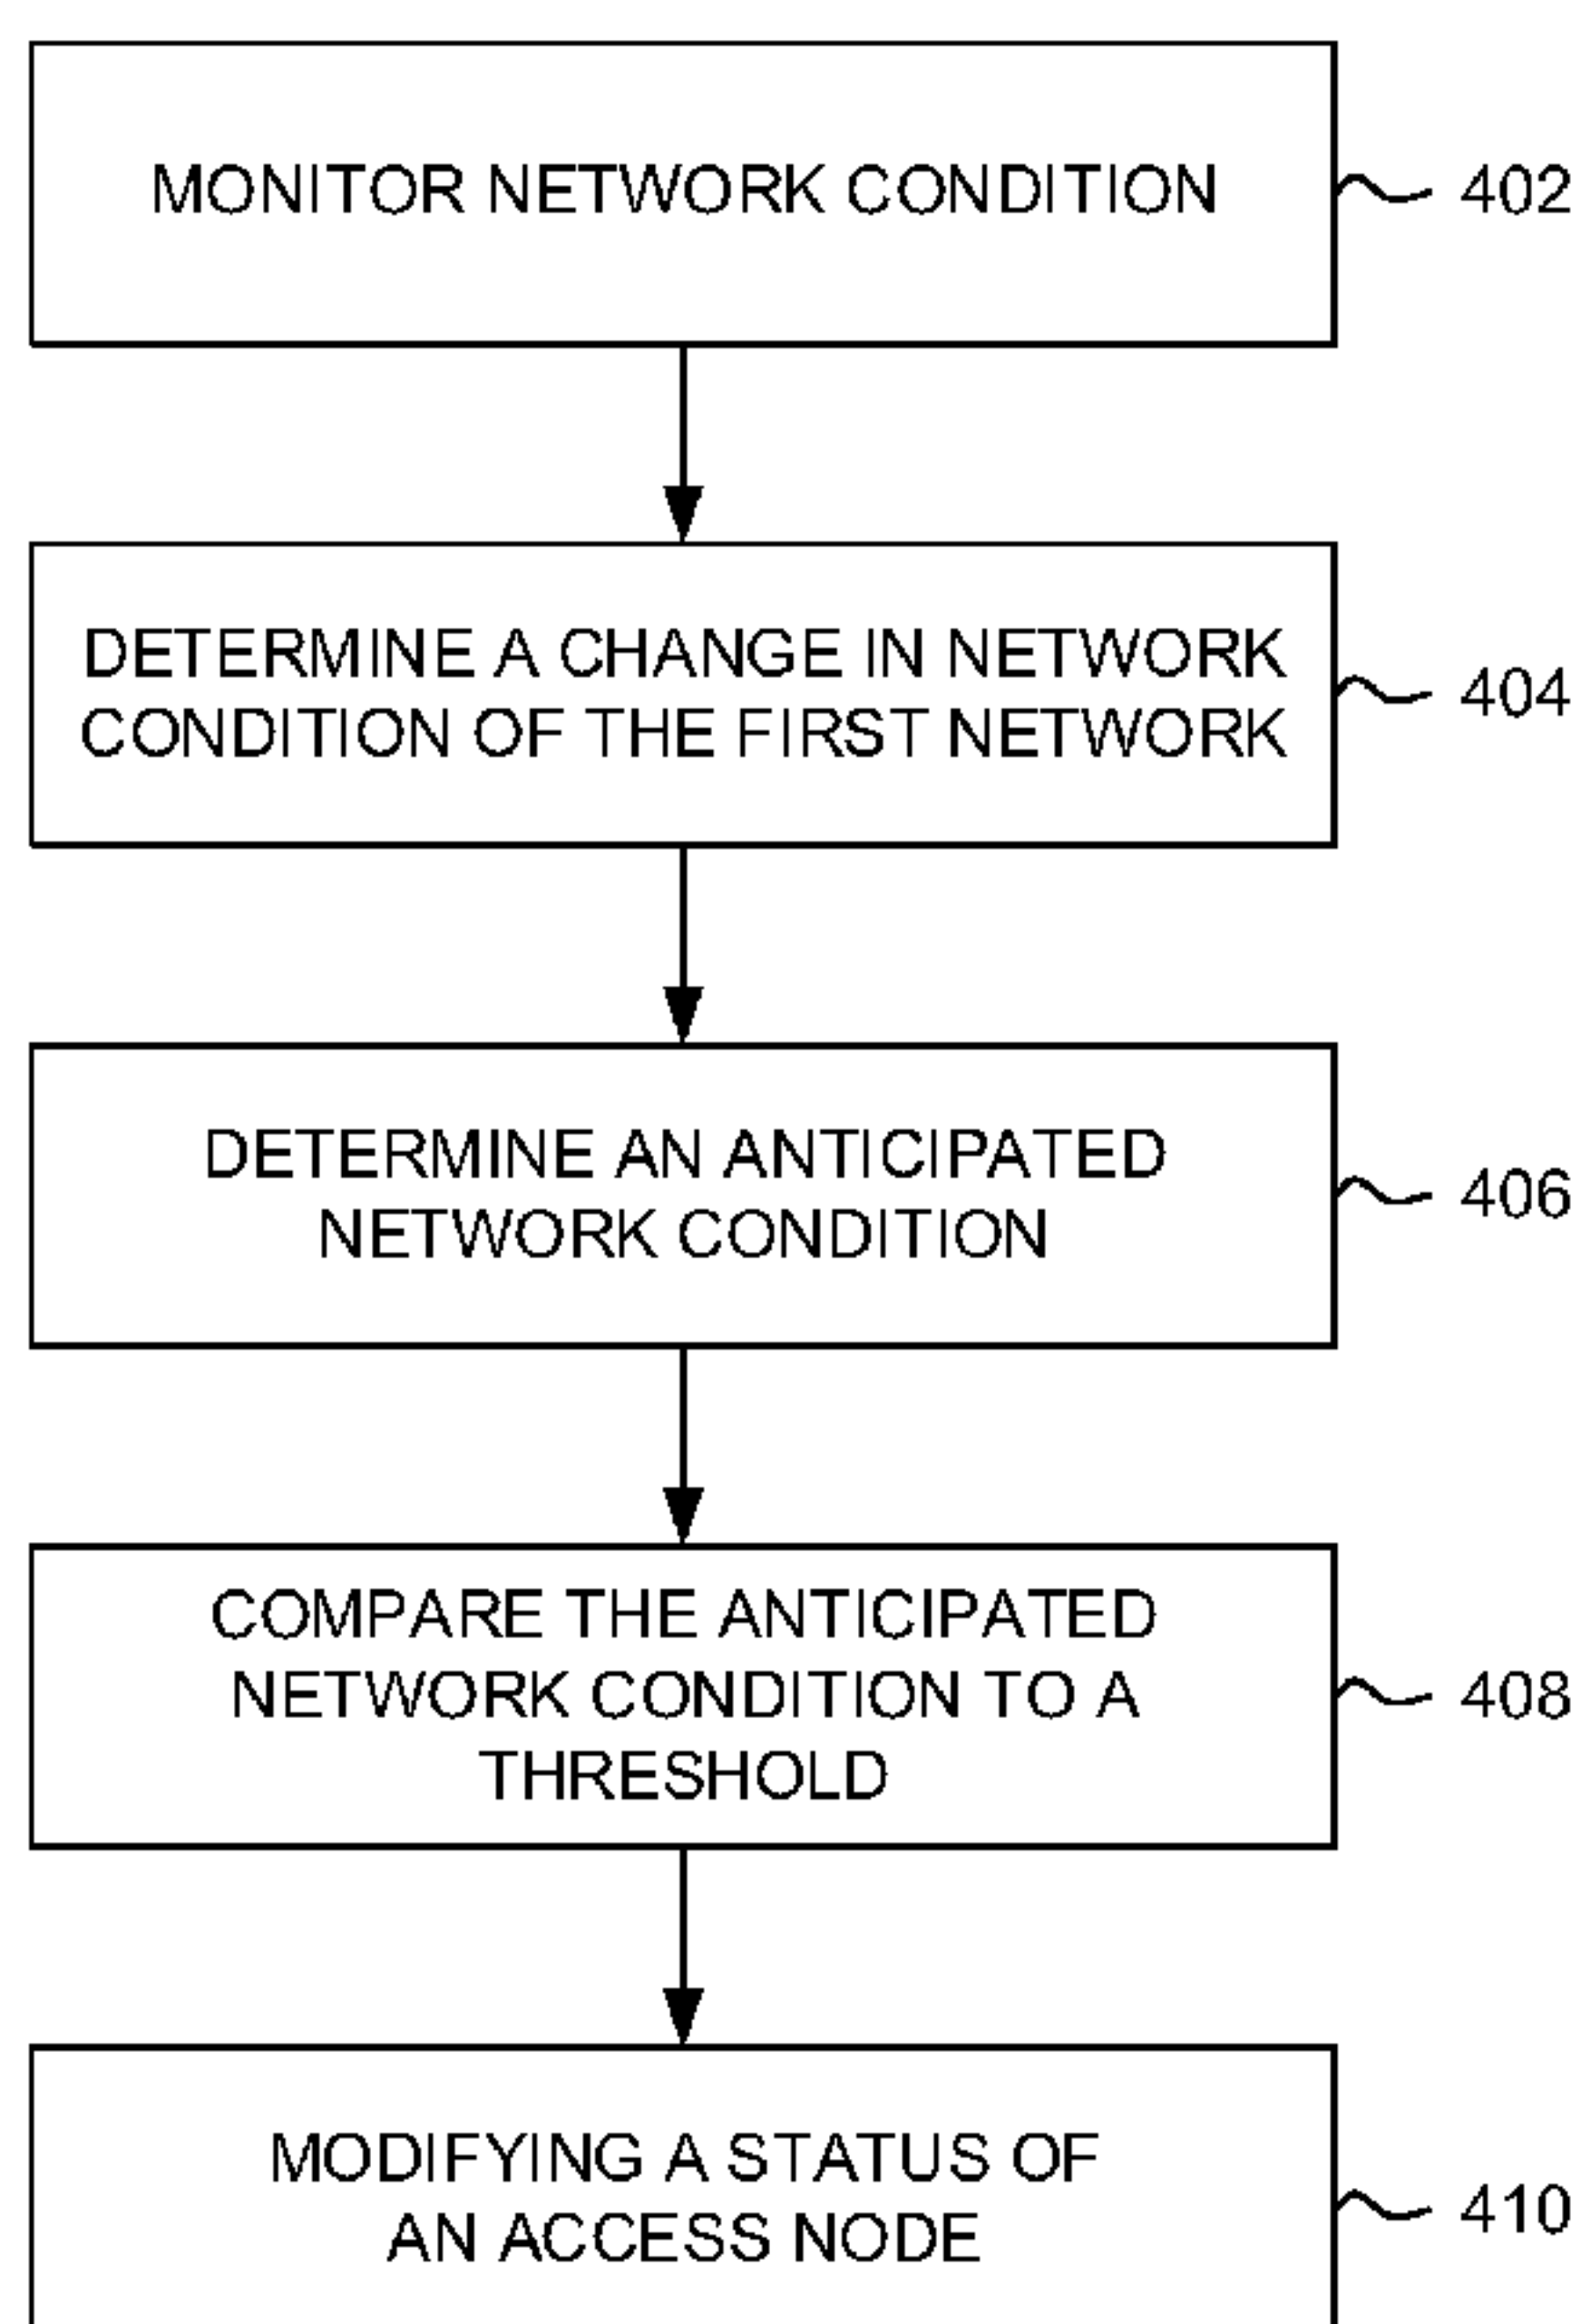 MONITOR NETWORK CONDITION
402
DETERMINE A CHANGE IN NETWORK
CONDITION OF THE FIRST NETWORK
404
DETERMINE AN ANTICIPATED
NETWORK CONDITION
406
COMPARE THE ANTICIPATED
NETWORK CONDITION TO A
THRESHOLD
408
MODIFYING A STATUS OF
AN ACCESS NODE
410